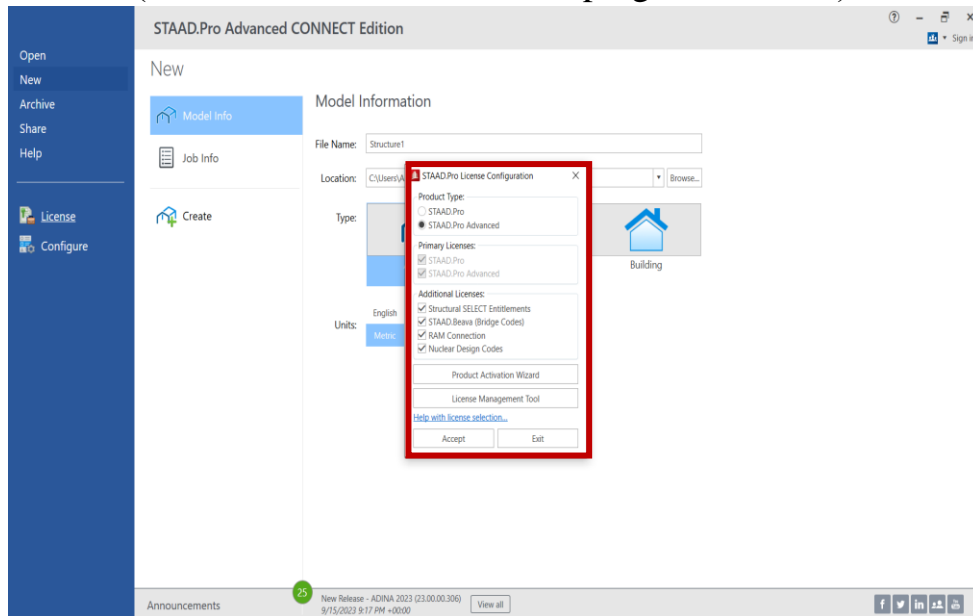 STAAD.Pro Advanced CONNECT Edition
Sign i
Open
New
Archive
Share
Help
License
Configure
New
Model Info
Job Info
Create
Model Information
File Name: Structure1
Location: C:\Users\A
Browse...
Type:
Building
Units:
English
Metric
STAAD.Pro License Configuration
Product Type:
STAAD.Pro
STAAD.Pro Advanced
Primary Licenses:
STAAD.Pro
STAAD.Pro Advanced
Additional Licenses:
Structural SELECT Entitlements
STAAD.Beava (Bridge Codes)
RAM Connection
Nuclear Design Codes
Product Activation Wizard
License Management Tool
Help with license selection...
Accept Exit
Announcements
25
New Release - ADINA 2023 (23.00.00.306)
9/15/2023 9:17 PM +00:00
View all